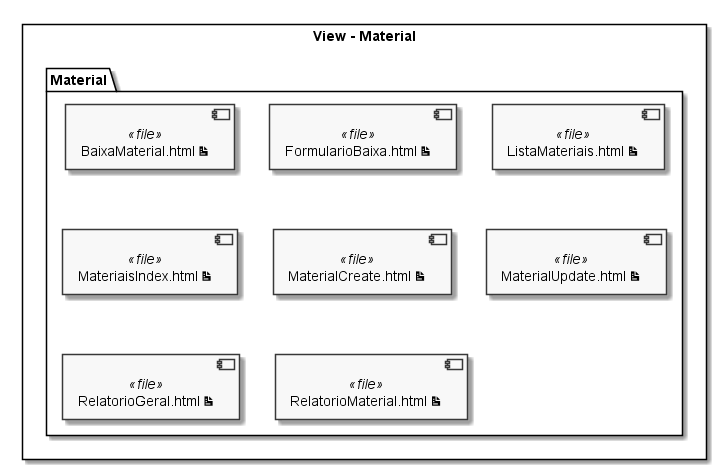 View - Material
Material
«file»
BaixaMaterial.html
«file»
FormularioBaixa.html
«file»
ListaMateriais.html
«file»
MateriaisIndex.html
«file»
MaterialCreate.html
«file»
MaterialUpdate.html
«file»
RelatorioGeral.html
«file»
RelatorioMaterial.html